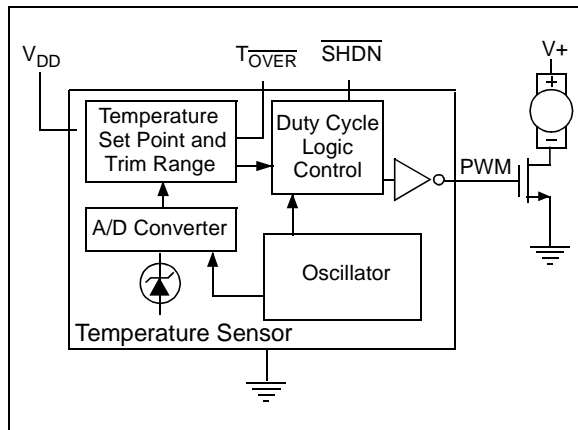 V+
VDD
TOVER
SHDN
+
Temperature
Set Point and
Trim Range
Duty Cycle
Logic
Control
−
PWM
A/D Converter
Oscillator
Temperature Sensor